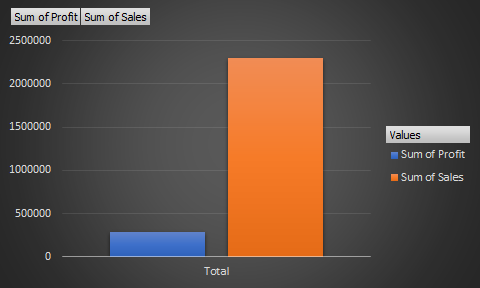 Sum of Profit Sum of Sales
2500000
2000000
1500000
1000000
500000
0
Total
Values
Sum of Profit
Sum of Sales